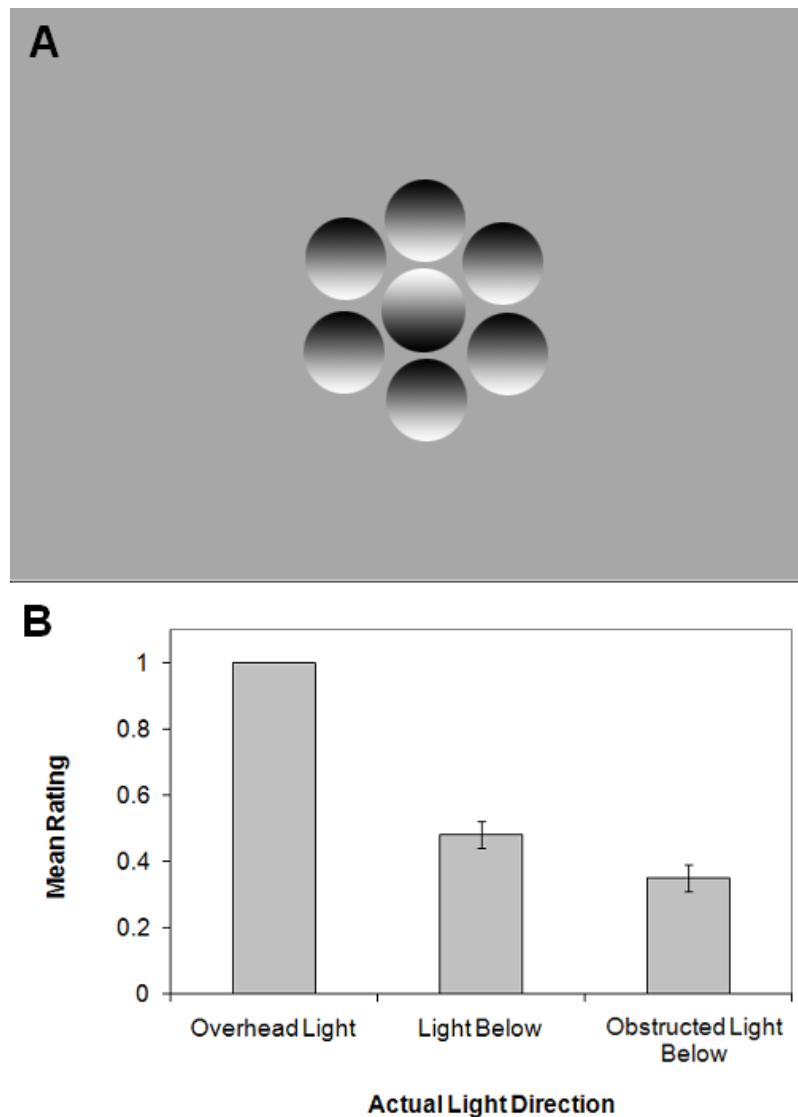 A
B
Mean Rating
1
0.8
0.6
0.4
0.2
0
Overhead Light
Light Below
Obstructed Light
Below
Actual Light Direction